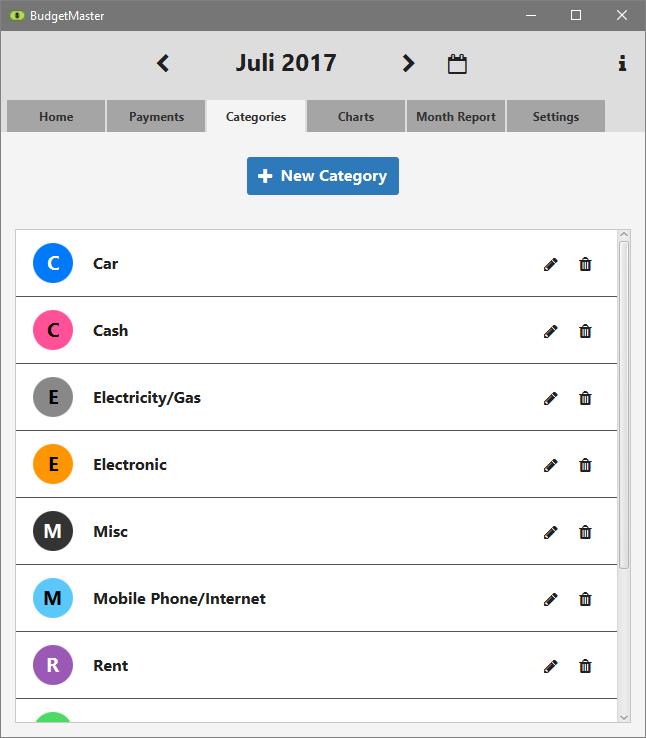 BudgetMaster
Juli 2017
Home Payments Categories Charts Month Report Settings
New Category
C Car
C Cash
E Electricity/Gas
E Electronic
M Misc
M Mobile Phone/Internet
R Rent